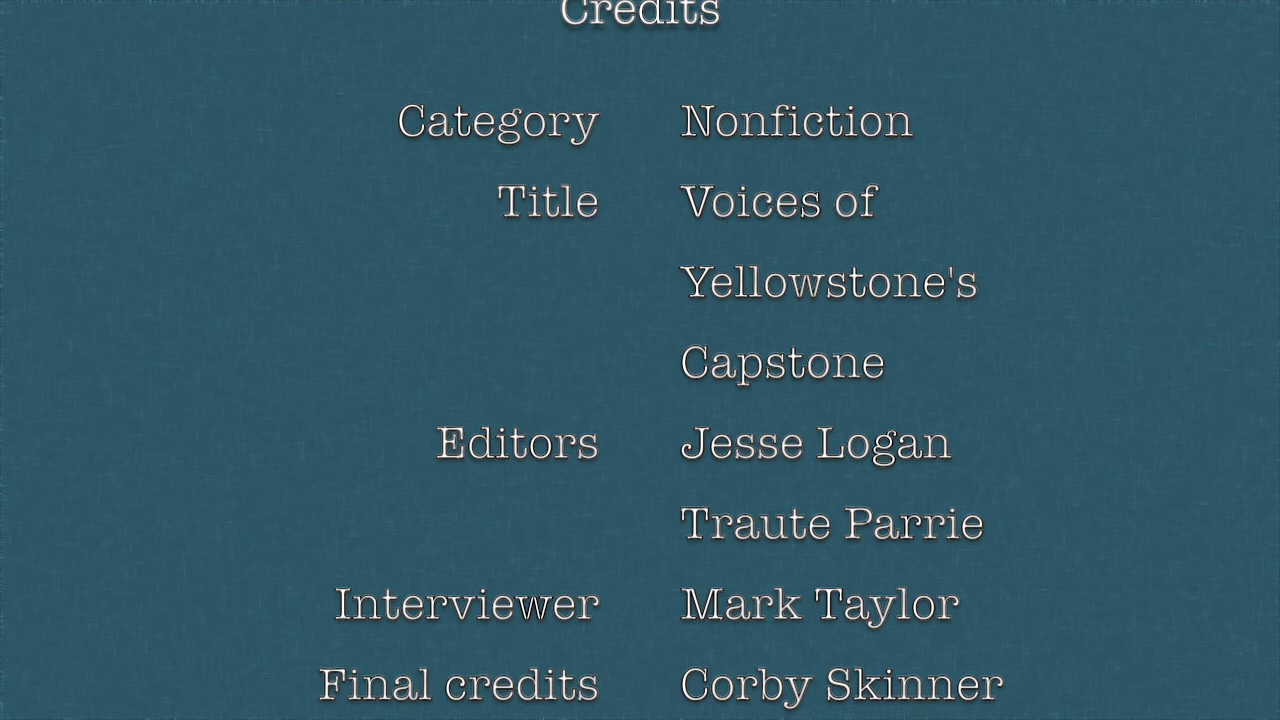 Credits
Category Nonfiction
Title Voices of
Yellowstone's
Capstone
Editors Jesse Logan
Traute Parrie
Interviewer Mark Taylor
Final credits Corby Skinner